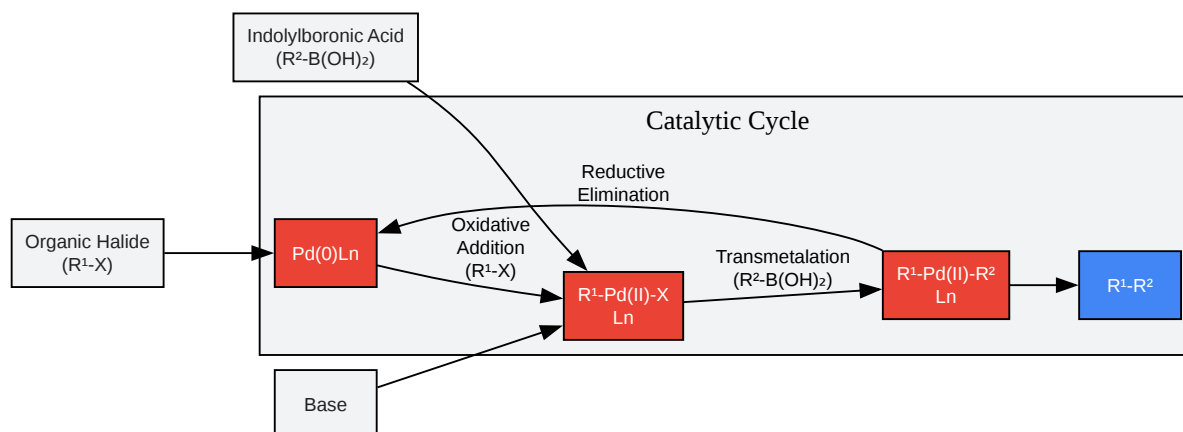 Indolylboronic Acid
(R²-B(OH)₂)
Catalytic Cycle
Reductive
Elimination
Organic Halide
(R¹-X)
Pd(0)Ln
Oxidative
Addition
(R¹-X)
R¹-Pd(II)-X
Ln
Transmetalation
(R²-B(OH)₂)
R¹-Pd(II)-R²
Ln
R¹-R²
Base